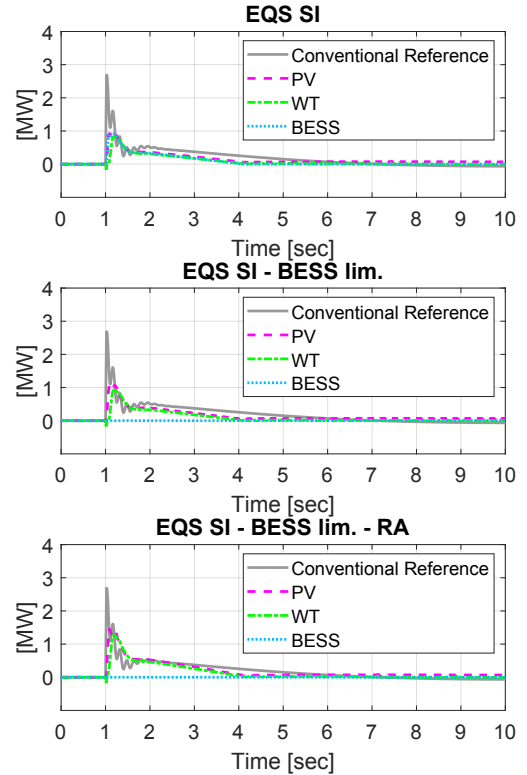 EQS SI
[MW]
4
3
2
1
0
-1
Conventional Reference
PV
WT
BESS
0 1 2 3 4 5 6 7 8 9 10
Time [sec]
EQS SI - BESS lim.
[MW]
4
3
2
1
0
-1
Conventional Reference
PV
WT
BESS
0 1 2 3 4 5 6 7 8 9 10
Time [sec]
EQS SI - BESS lim. - RA
[MW]
4
3
2
1
0
-1
Conventional Reference
PV
WT
BESS
0 1 2 3 4 5 6 7 8 9 10
Time [sec]